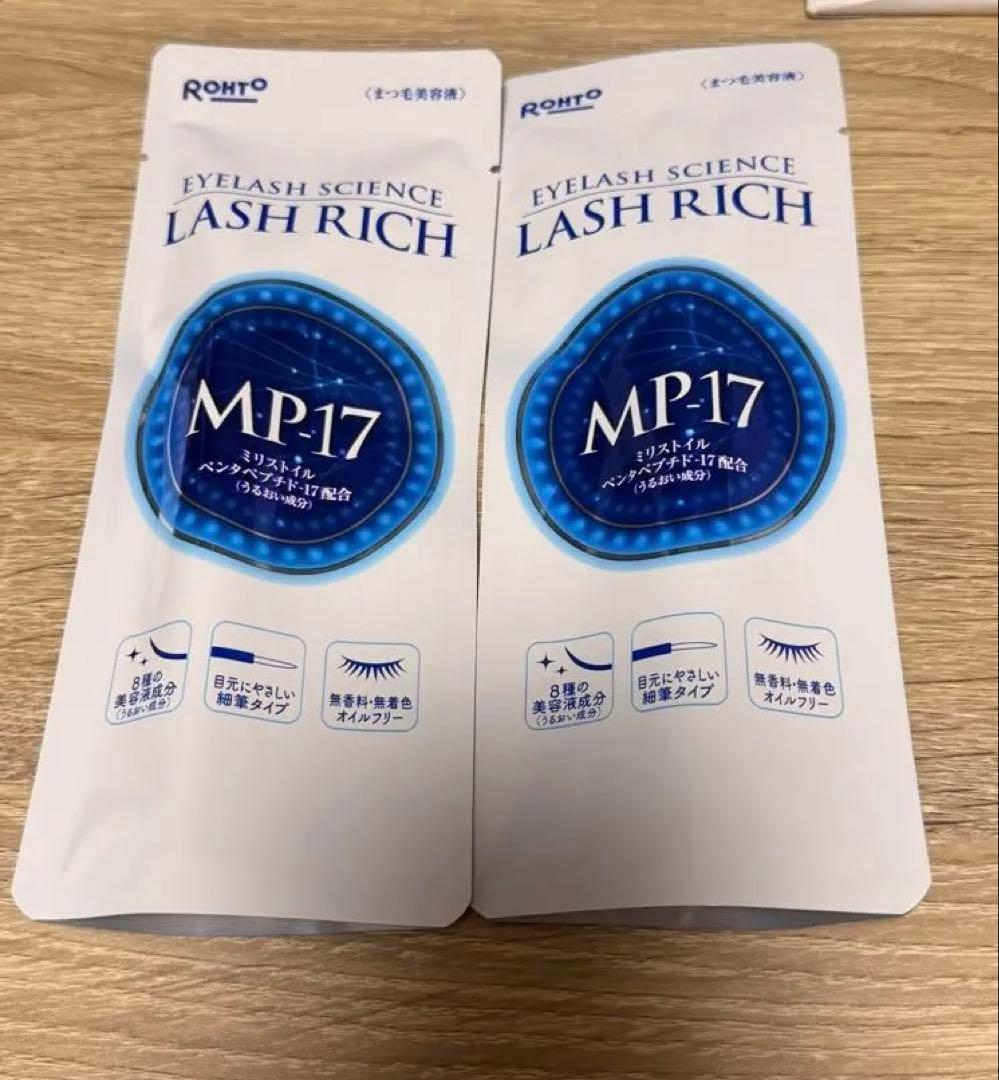 ROHTO
〈まつ毛美容液〉
EYELASH SCIENCE
LASH RICH
MP-17
ミリストイル
ペンタペプチド-17配合
(うるおい成分)
8種の
美容液成分
(うるおい成分)
目元にやさしい
細筆タイプ
無香料・無着色
オイルフリー
ROHTO
〈まつ毛美容液〉
EYELASH SCIENCE
LASH RICH
MP-17
ミリストイル
ペンタペプチド-17配合
(うるおい成分)
8種の
美容液成分
(うるおい成分)
目元にやさしい
細筆タイプ
無香料・無着色
オイルフリー